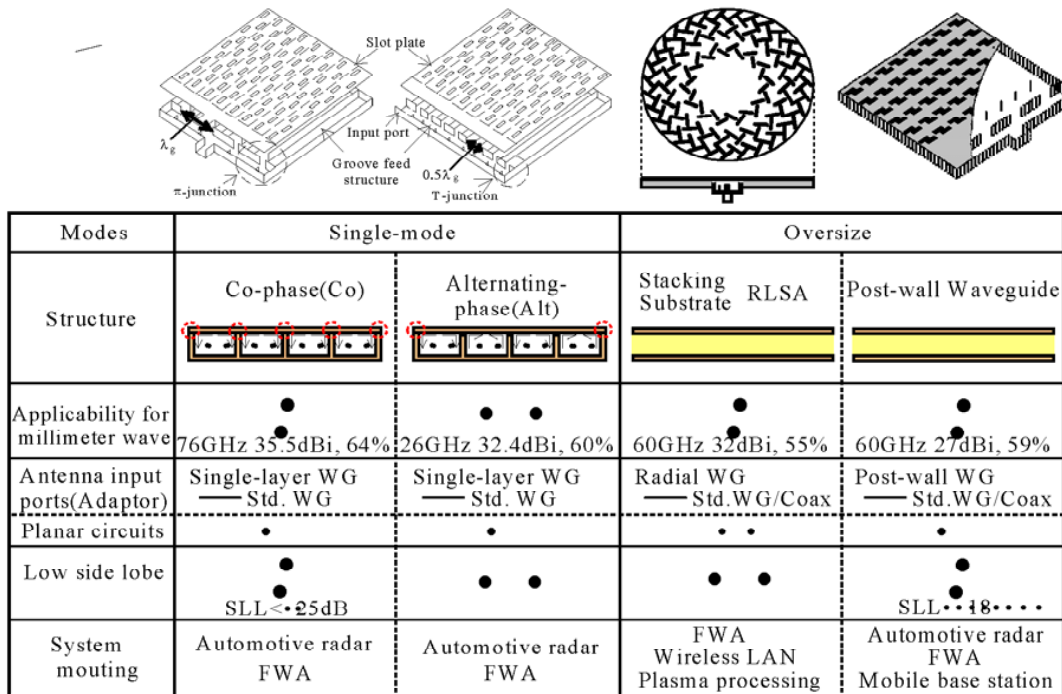 Slot plate
Input port
Groove feed
structure
λg
π-junction
0.5λg
T-junction
Modes
Single-mode
Oversize
Structure
Co-phase(Co)
Alternating-
phase(Alt)
Stacking
Substrate
RLSA
Post-wall Waveguide
Applicability for
millimeter wave
76GHz 35.5dBi, 64%
26GHz 32.4dBi, 60%
60GHz 32dBi, 55%
60GHz 27dBi, 59%
Antenna input
ports(Adaptor)
Single-layer WG
— Std. WG
Single-layer WG
— Std. WG
Radial WG
— Std.WG/Coax
Post-wall WG
— Std.WG/Coax
Planar circuits
Low side lobe
SLL<
25dB
SLL
18
System
mouting
Automotive radar
FWA
Automotive radar
FWA
FWA
Wireless LAN
Plasma processing
Automotive radar
FWA
Mobile base station